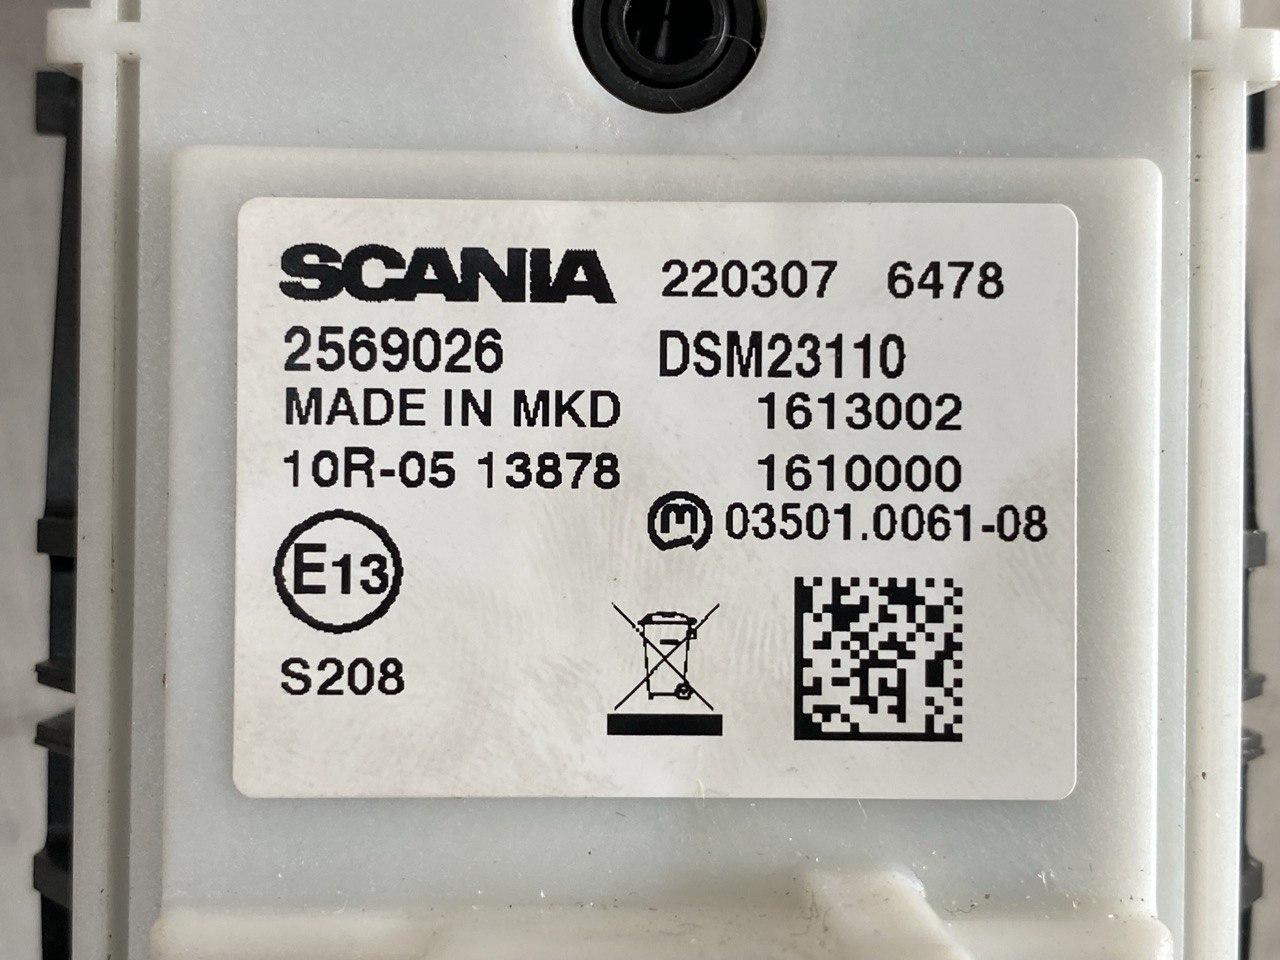 SCANIA 220307 6478
2569026 DSM23110
MADE IN MKD 1613002
10R-05 13878 1610000
m 03501.0061-08
E13
S208